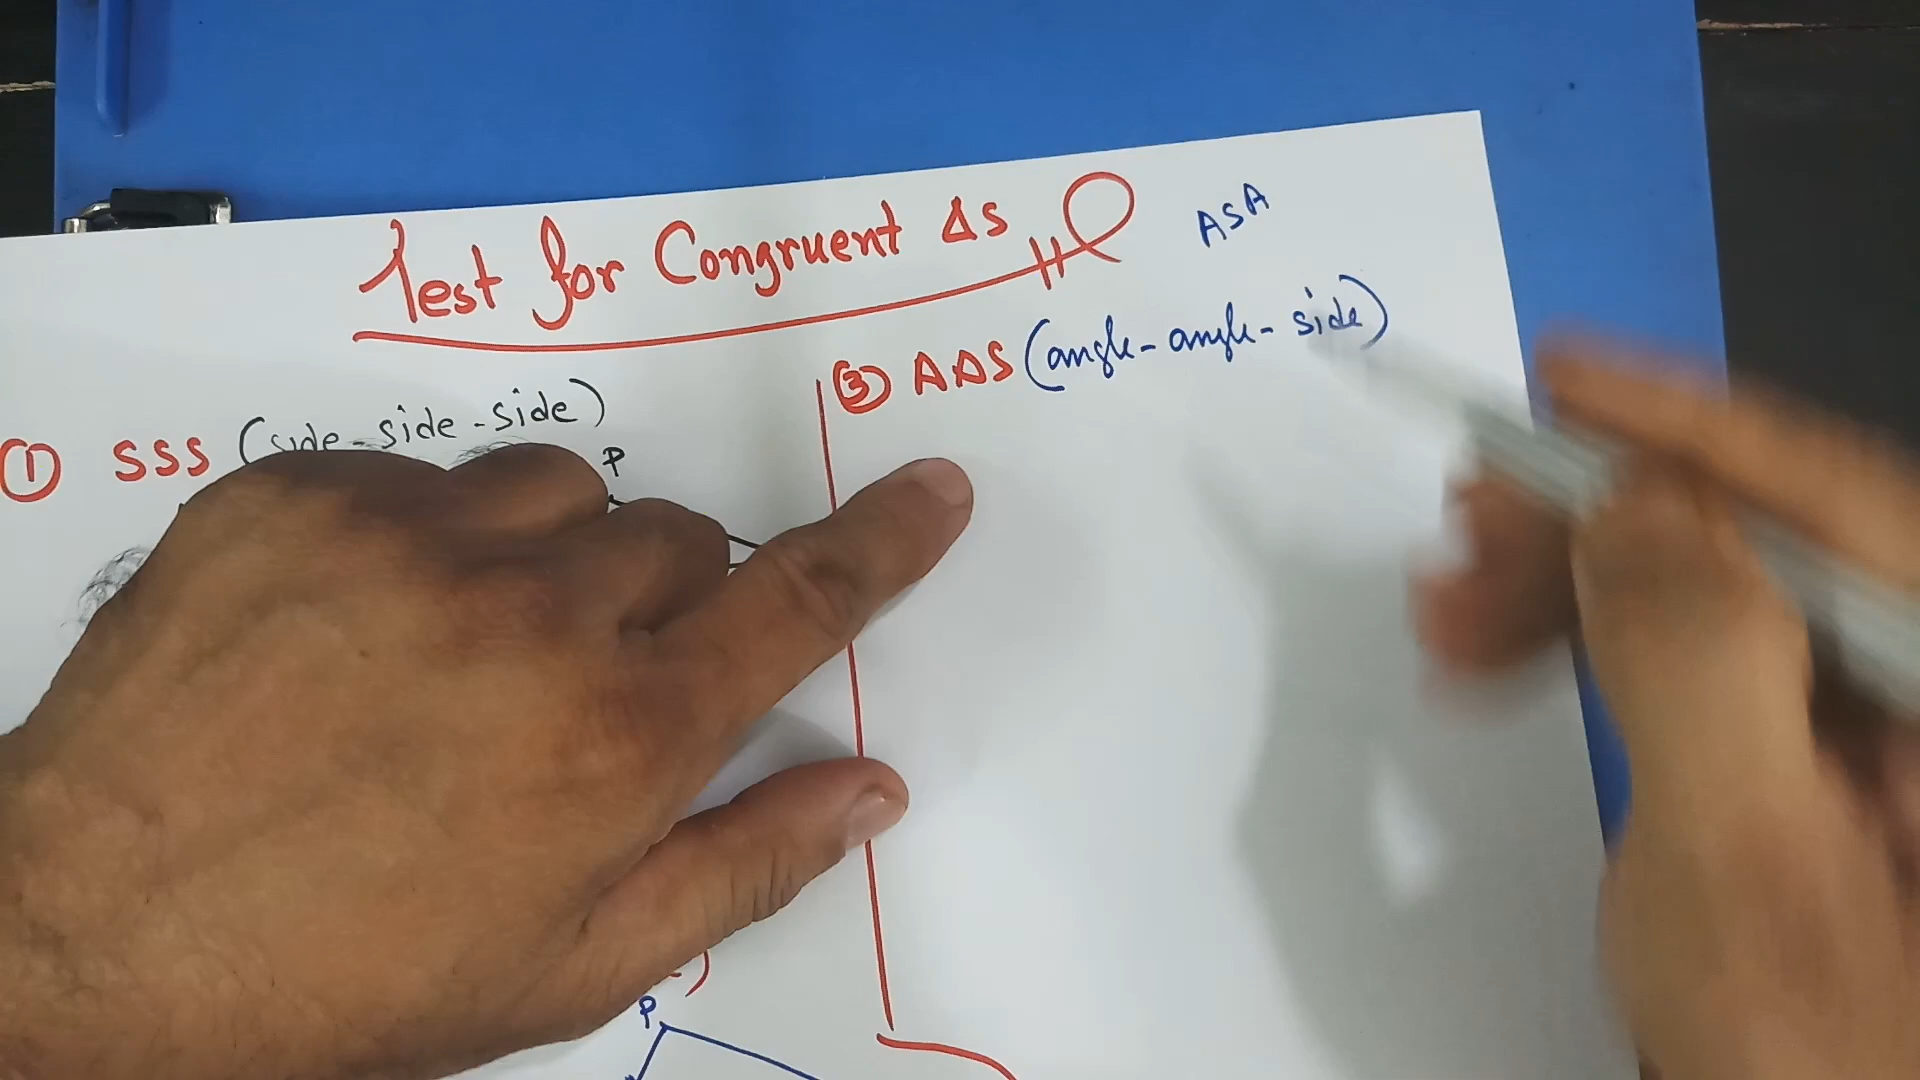 Test for Congruent Δs
ASA
① SSS (side-side-side)
P
③ AAS (angle-angle-side)
P